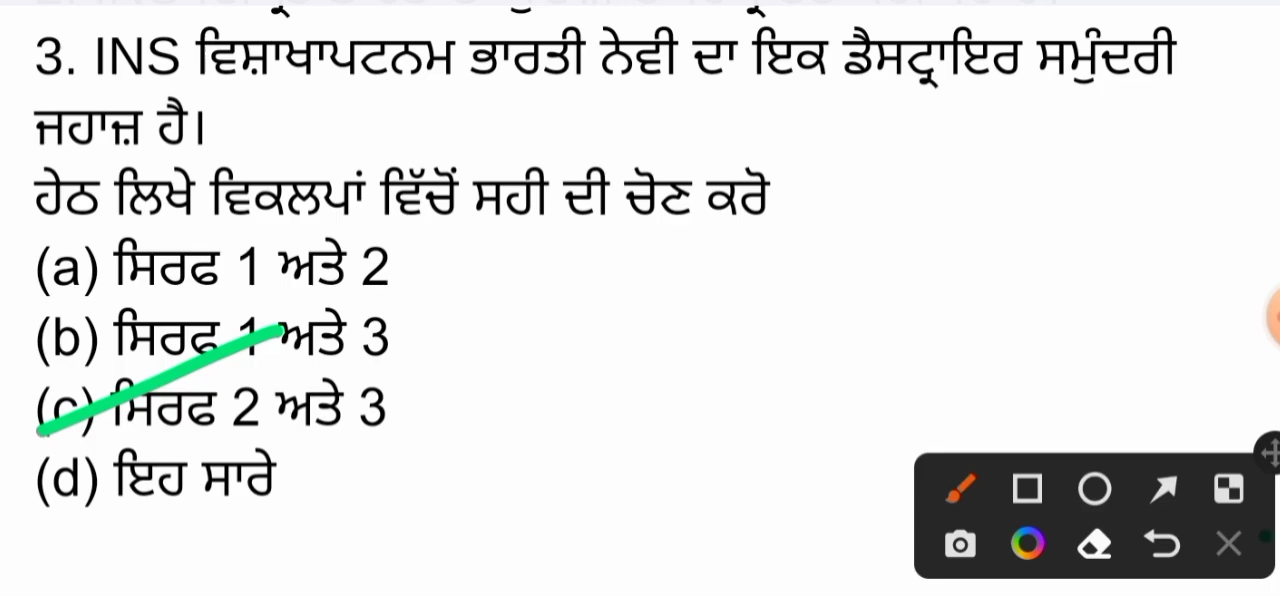 3. INS ਵਿਸ਼ਾਖਾਪਟਨਮ ਭਾਰਤੀ ਨੇਵੀ ਦਾ ਇਕ ਡੈਸਟ੍ਰਾਇਰ ਸਮੁੰਦਰੀ
ਜਹਾਜ਼ ਹੈ।
ਹੇਠ ਲਿਖੇ ਵਿਕਲਪਾਂ ਵਿੱਚੋਂ ਸਹੀ ਦੀ ਚੋਣ ਕਰੋ
(a) ਸਿਰਫ 1 ਅਤੇ 2
(b) ਸਿਰਫ 1 ਅਤੇ 3
(c) ਸਿਰਫ 2 ਅਤੇ 3
(d) ਇਹ ਸਾਰੇ